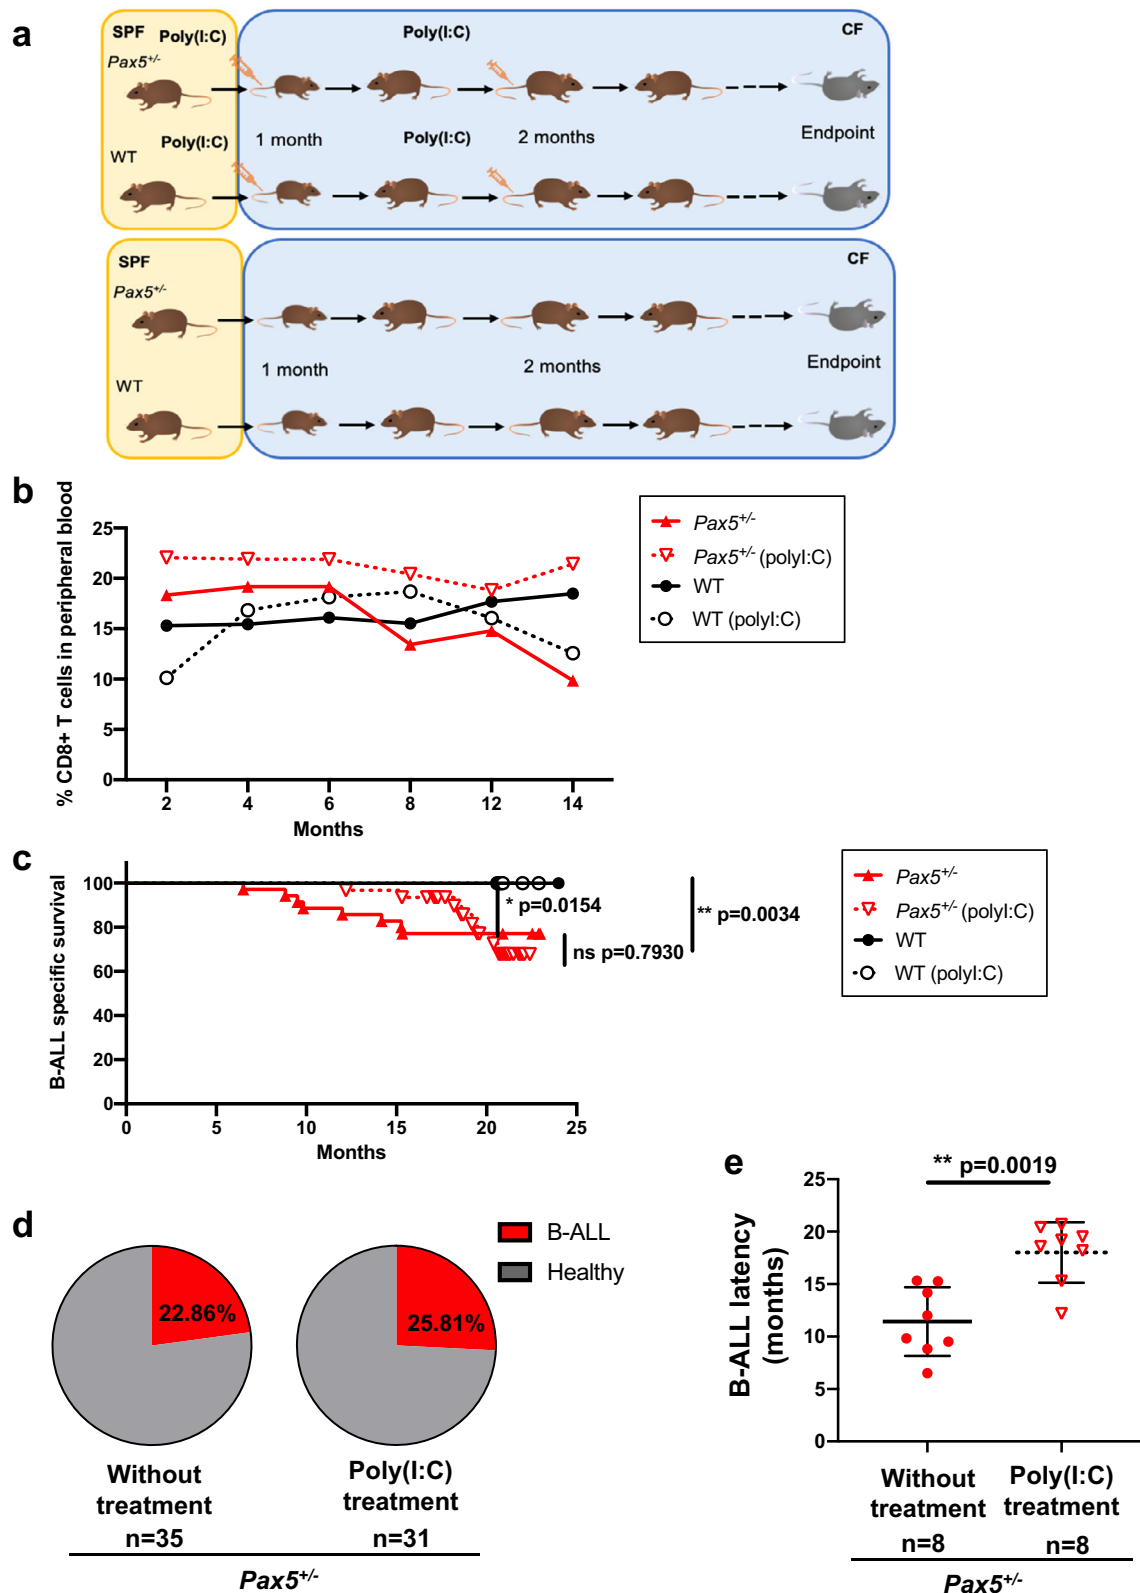 a
SPF Poly(I:C) Poly(I:C) CF
Pax5+/-
1 month 2 months Endpoint
WT Poly(I:C) Poly(I:C)
SPF CF
Pax5+/-
1 month 2 months Endpoint
WT
b
% CD8+ T cells in peripheral blood
25
20
15
10
5
0
2 4 6 8 12 14
Months
Pax5+/-
Pax5+/- (polyI:C)
WT
WT (polyI:C)
c
B-ALL specific survival
100
80
60
40
20
0
0 5 10 15 20 25
Months
* p=0.0154
** p=0.0034
ns p=0.7930
Pax5+/-
Pax5+/- (polyI:C)
WT
WT (polyI:C)
d
B-ALL
Healthy
22.86%
25.81%
Without treatment
n=35
Poly(I:C) treatment
n=31
Pax5+/-
e
** p=0.0019
B-ALL latency
(months)
25
20
15
10
5
0
Without treatment
n=8
Poly(I:C) treatment
n=8
Pax5+/-